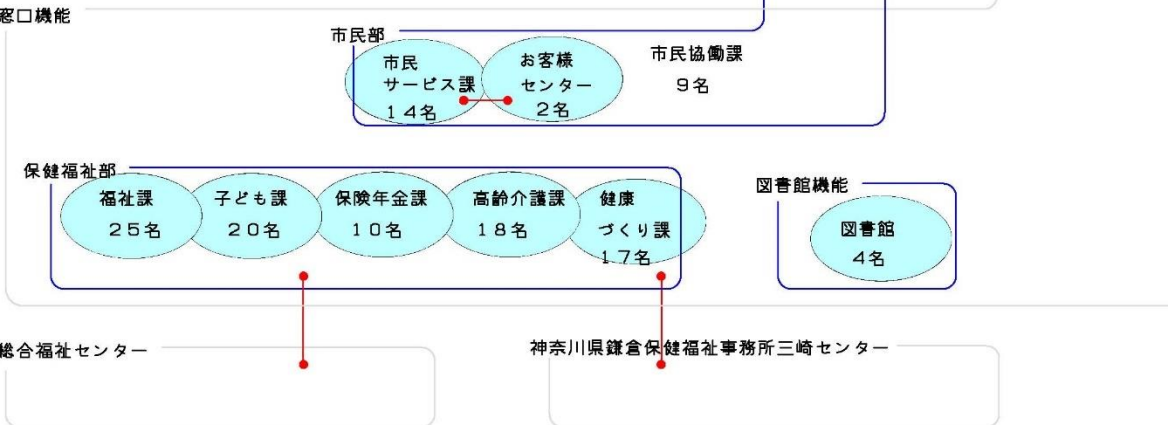 窓口機能
市民部
市民
サービス課
14名
お客様
センター
2名
市民協働課
9名
保健福祉部
福祉課
25名
子ども課
20名
保険年金課
10名
高齢介護課
18名
健康
づくり課
17名
図書館機能
図書館
4名
総合福祉センター
神奈川県鎌倉保健福祉事務所三崎センター